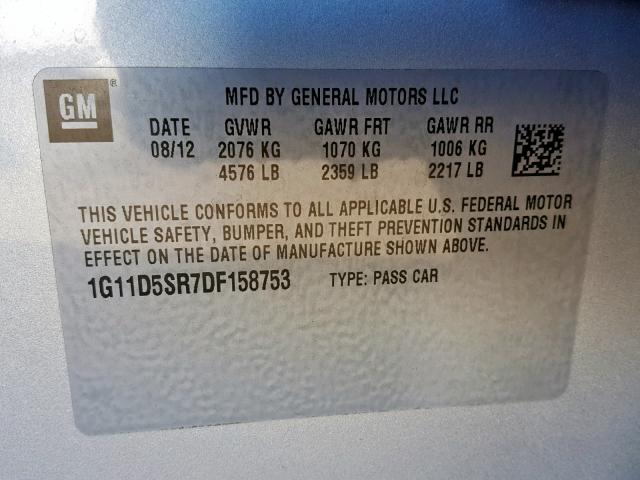 GM ®
MFD BY GENERAL MOTORS LLC
DATE GVWR GAWR FRT GAWR RR
08/12 2076 KG 1070 KG 1006 KG
4576 LB 2359 LB 2217 LB
THIS VEHICLE CONFORMS TO ALL APPLICABLE U.S. FEDERAL MOTOR
VEHICLE SAFETY, BUMPER, AND THEFT PREVENTION STANDARDS IN
EFFECT ON THE DATE OF MANUFACTURE SHOWN ABOVE.
1G11D5SR7DF158753 TYPE: PASS CAR